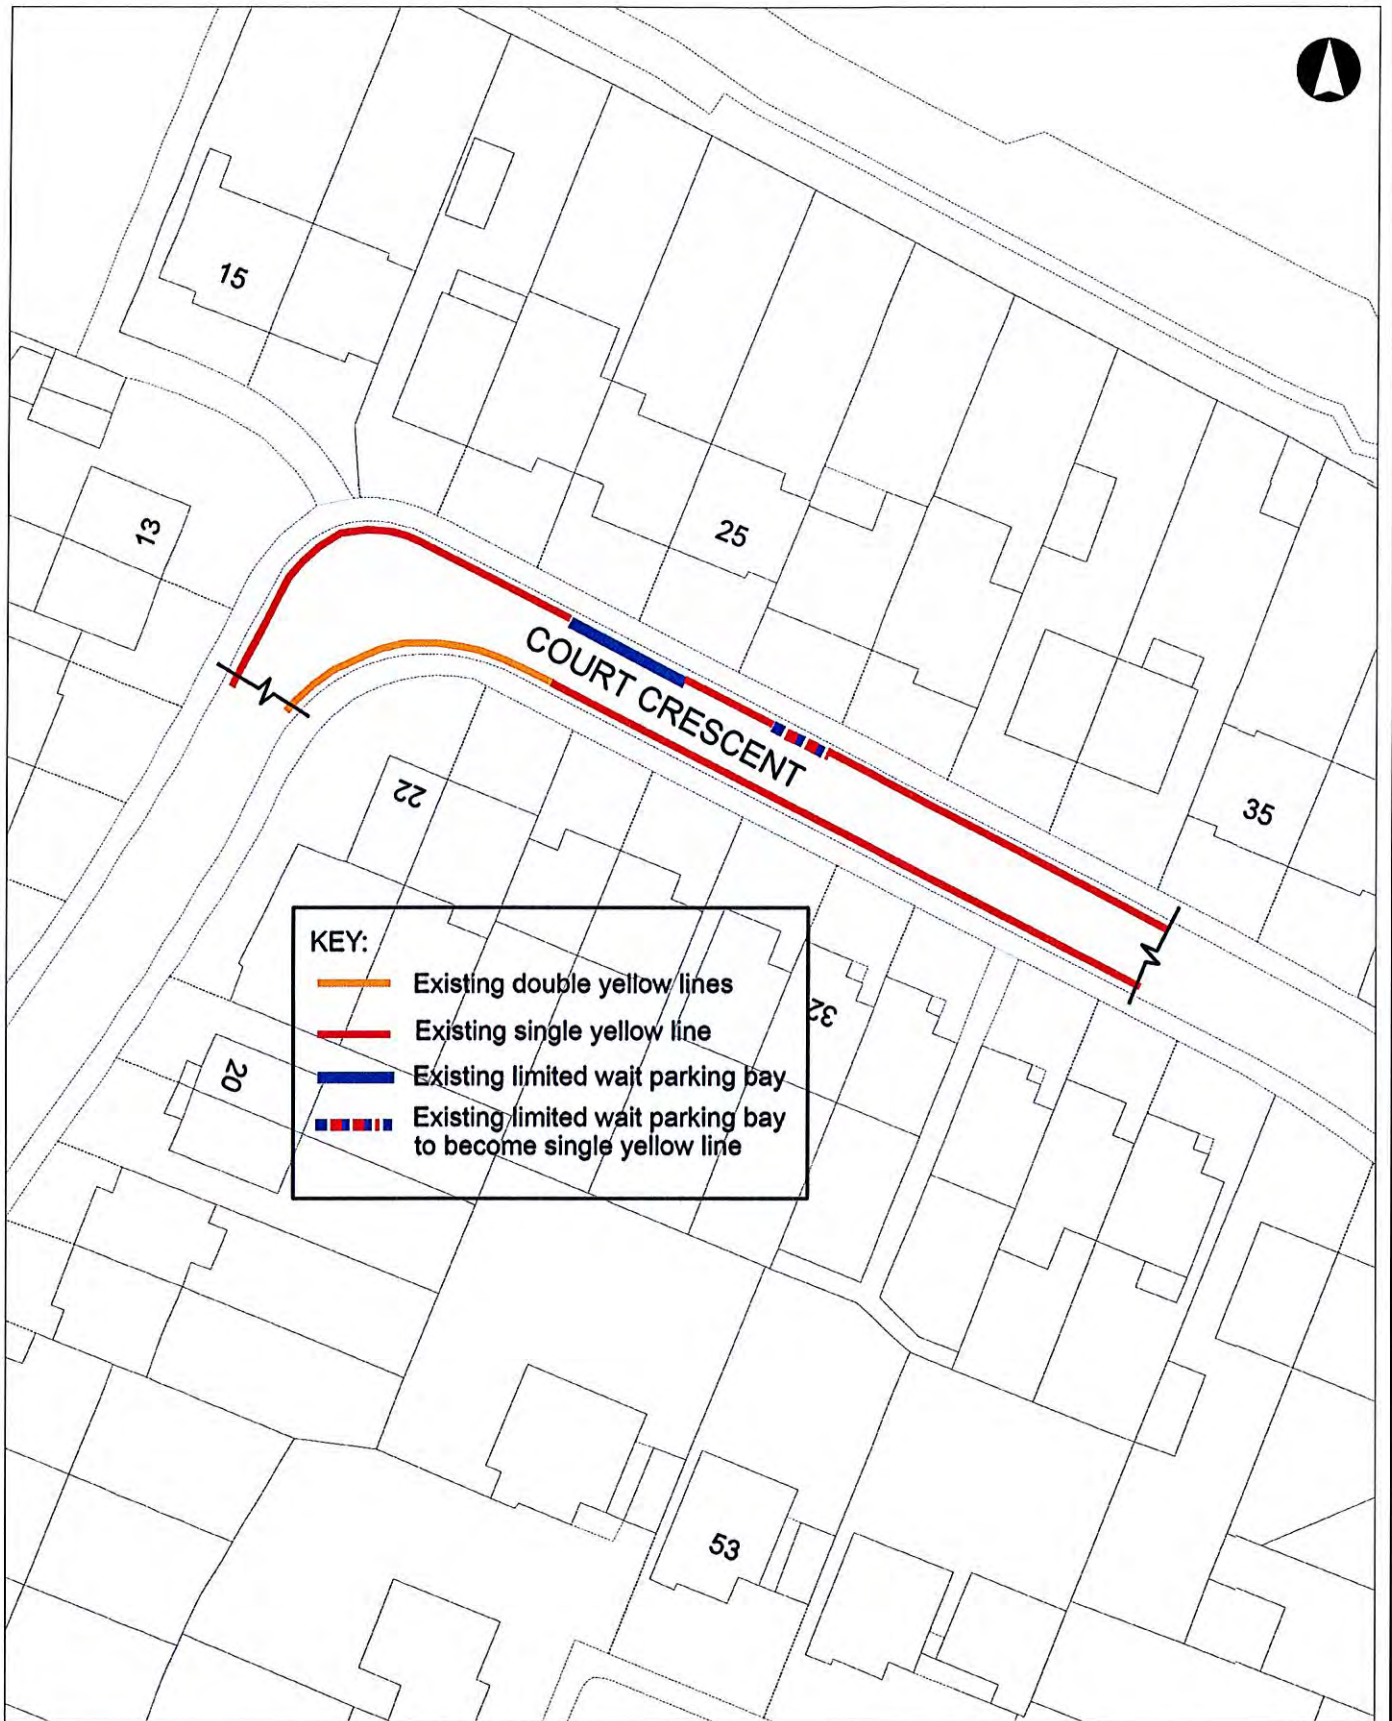 15
13
25
COURT CRESCENT
22
35
KEY:
Existing double yellow lines
Existing single yellow line
Existing limited wait parking bay
Existing limited wait parking bay
to become single yellow line
32
20
53